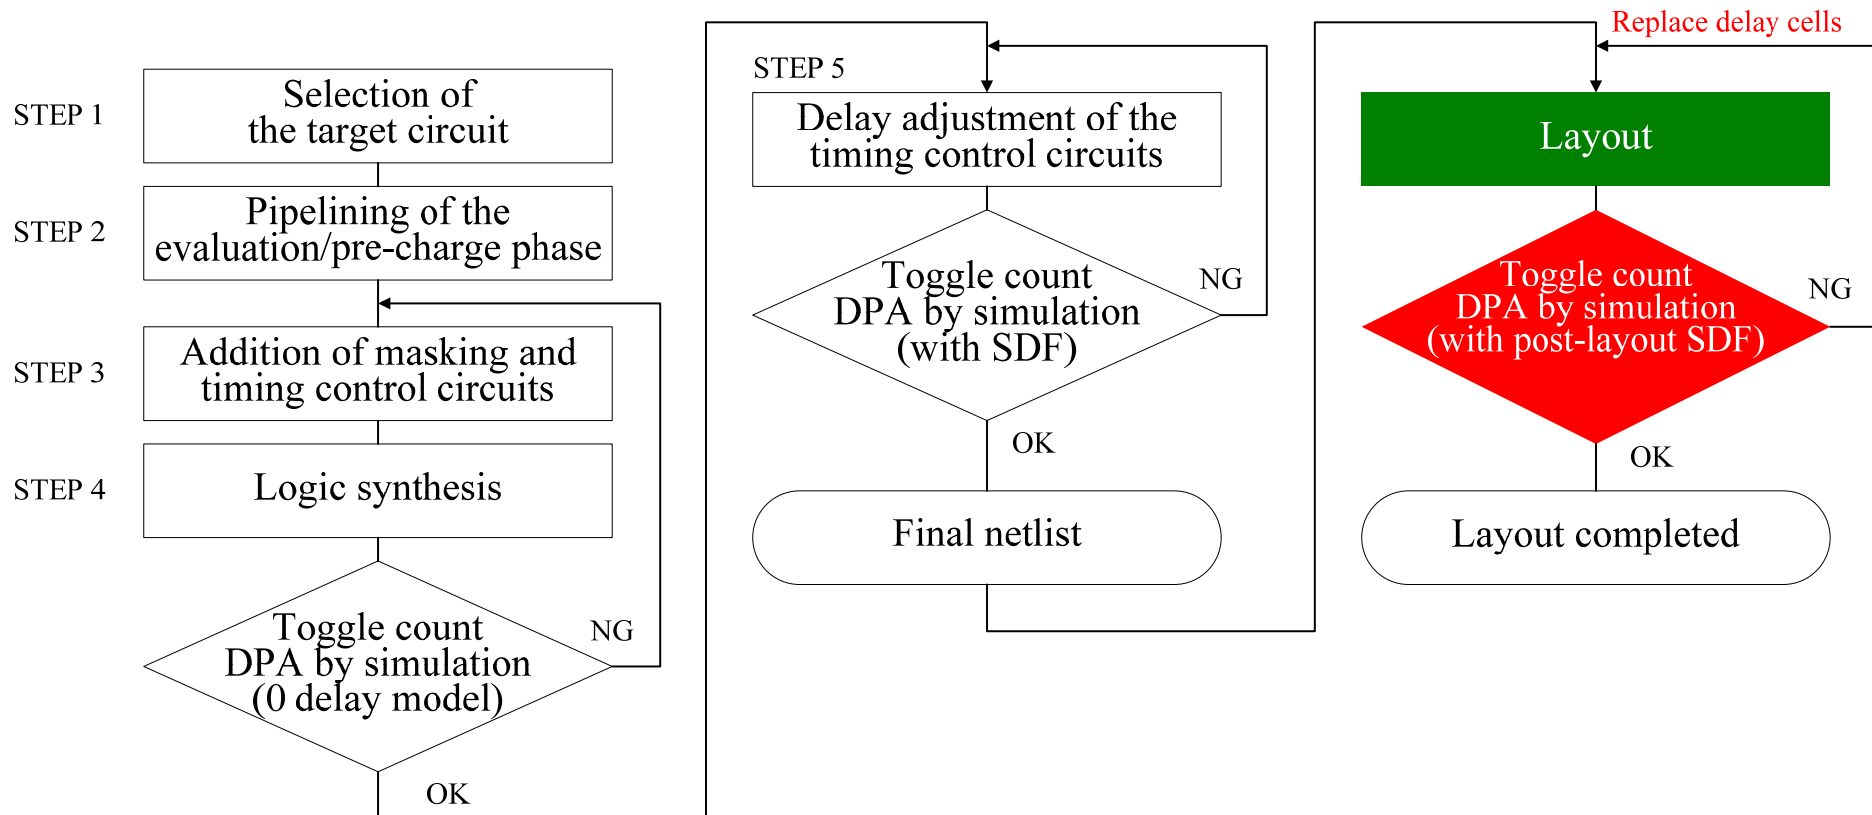 STEP 1
Selection of
the target circuit
STEP 2
Pipelining of the
evaluation/pre-charge phase
STEP 3
Addition of masking and
timing control circuits
STEP 4
Logic synthesis
Toggle count
DPA by simulation
(0 delay model)
NG
OK
STEP 5
Delay adjustment of the
timing control circuits
Toggle count
DPA by simulation
(with SDF)
NG
OK
Final netlist
Replace delay cells
Layout
Toggle count
DPA by simulation
(with post-layout SDF)
NG
OK
Layout completed